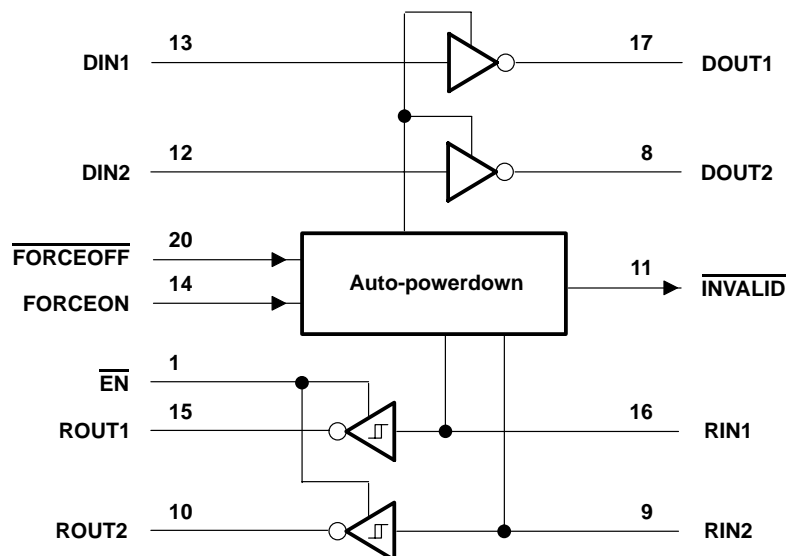 13
17
DIN1
DOUT1
12
8
DIN2
DOUT2
20
FORCEOFF
11
Auto-powerdown
14
INVALID
FORCEON
1
EN
15
16
ROUT1
RIN1
10
9
ROUT2
RIN2